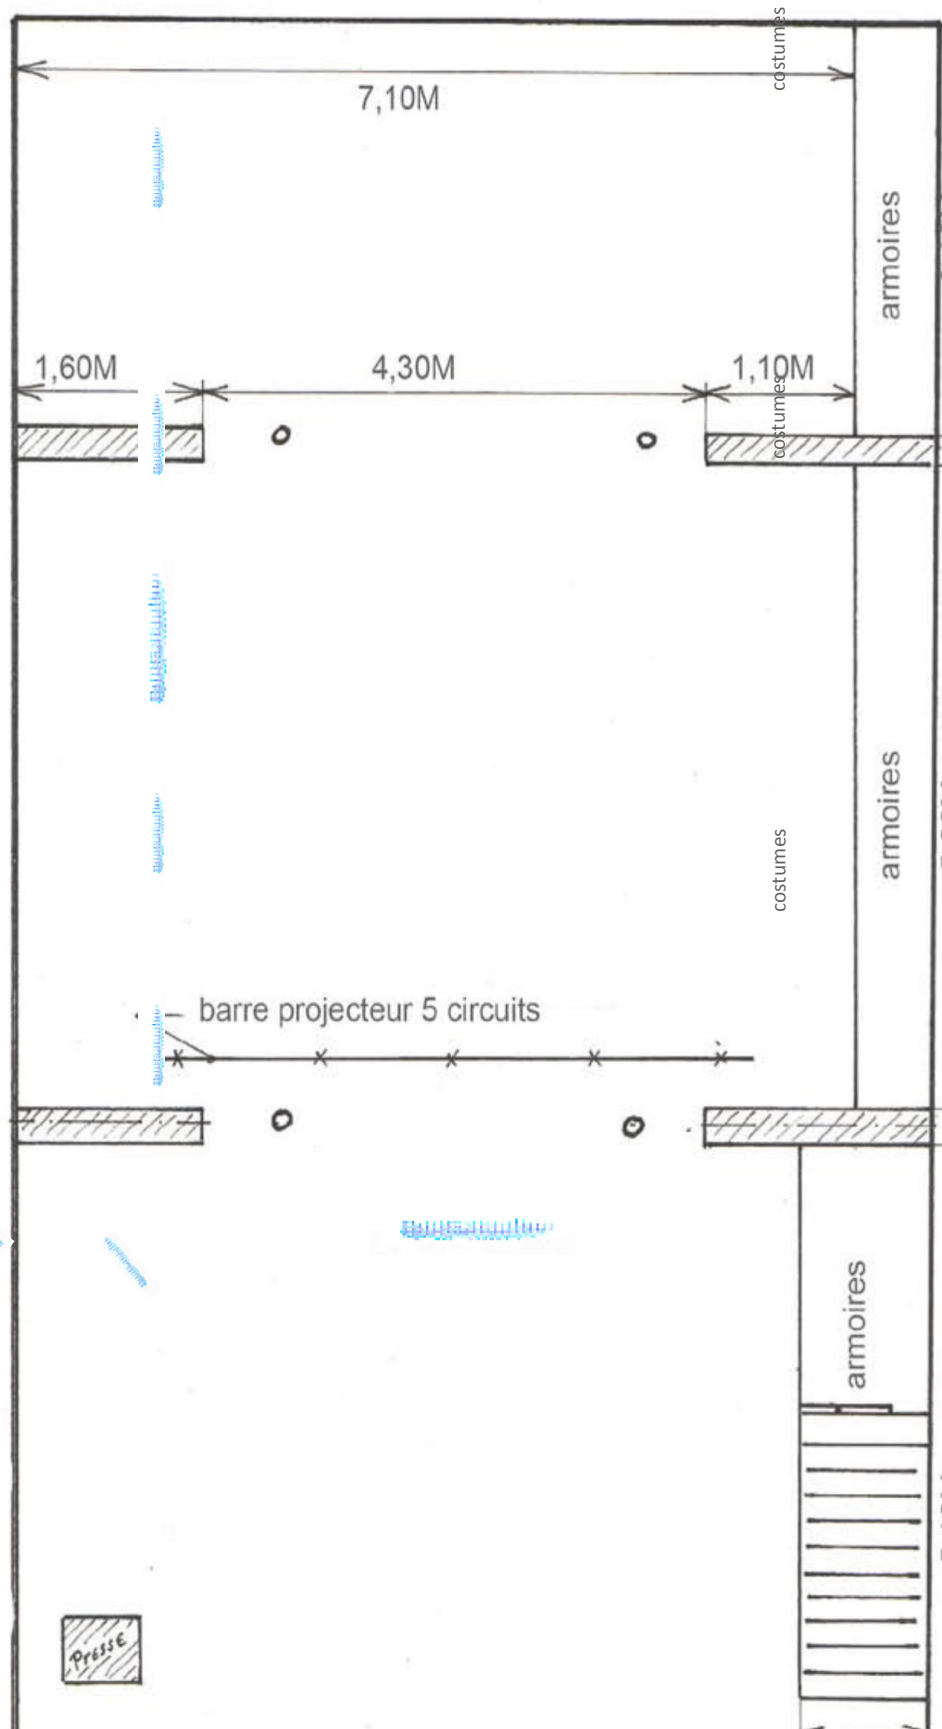 costumes
7,10M
armoires
1,60M
4,30M
1,10M
costumes
armoires
costumes
barre projecteur 5 circuits
armoires
Presse